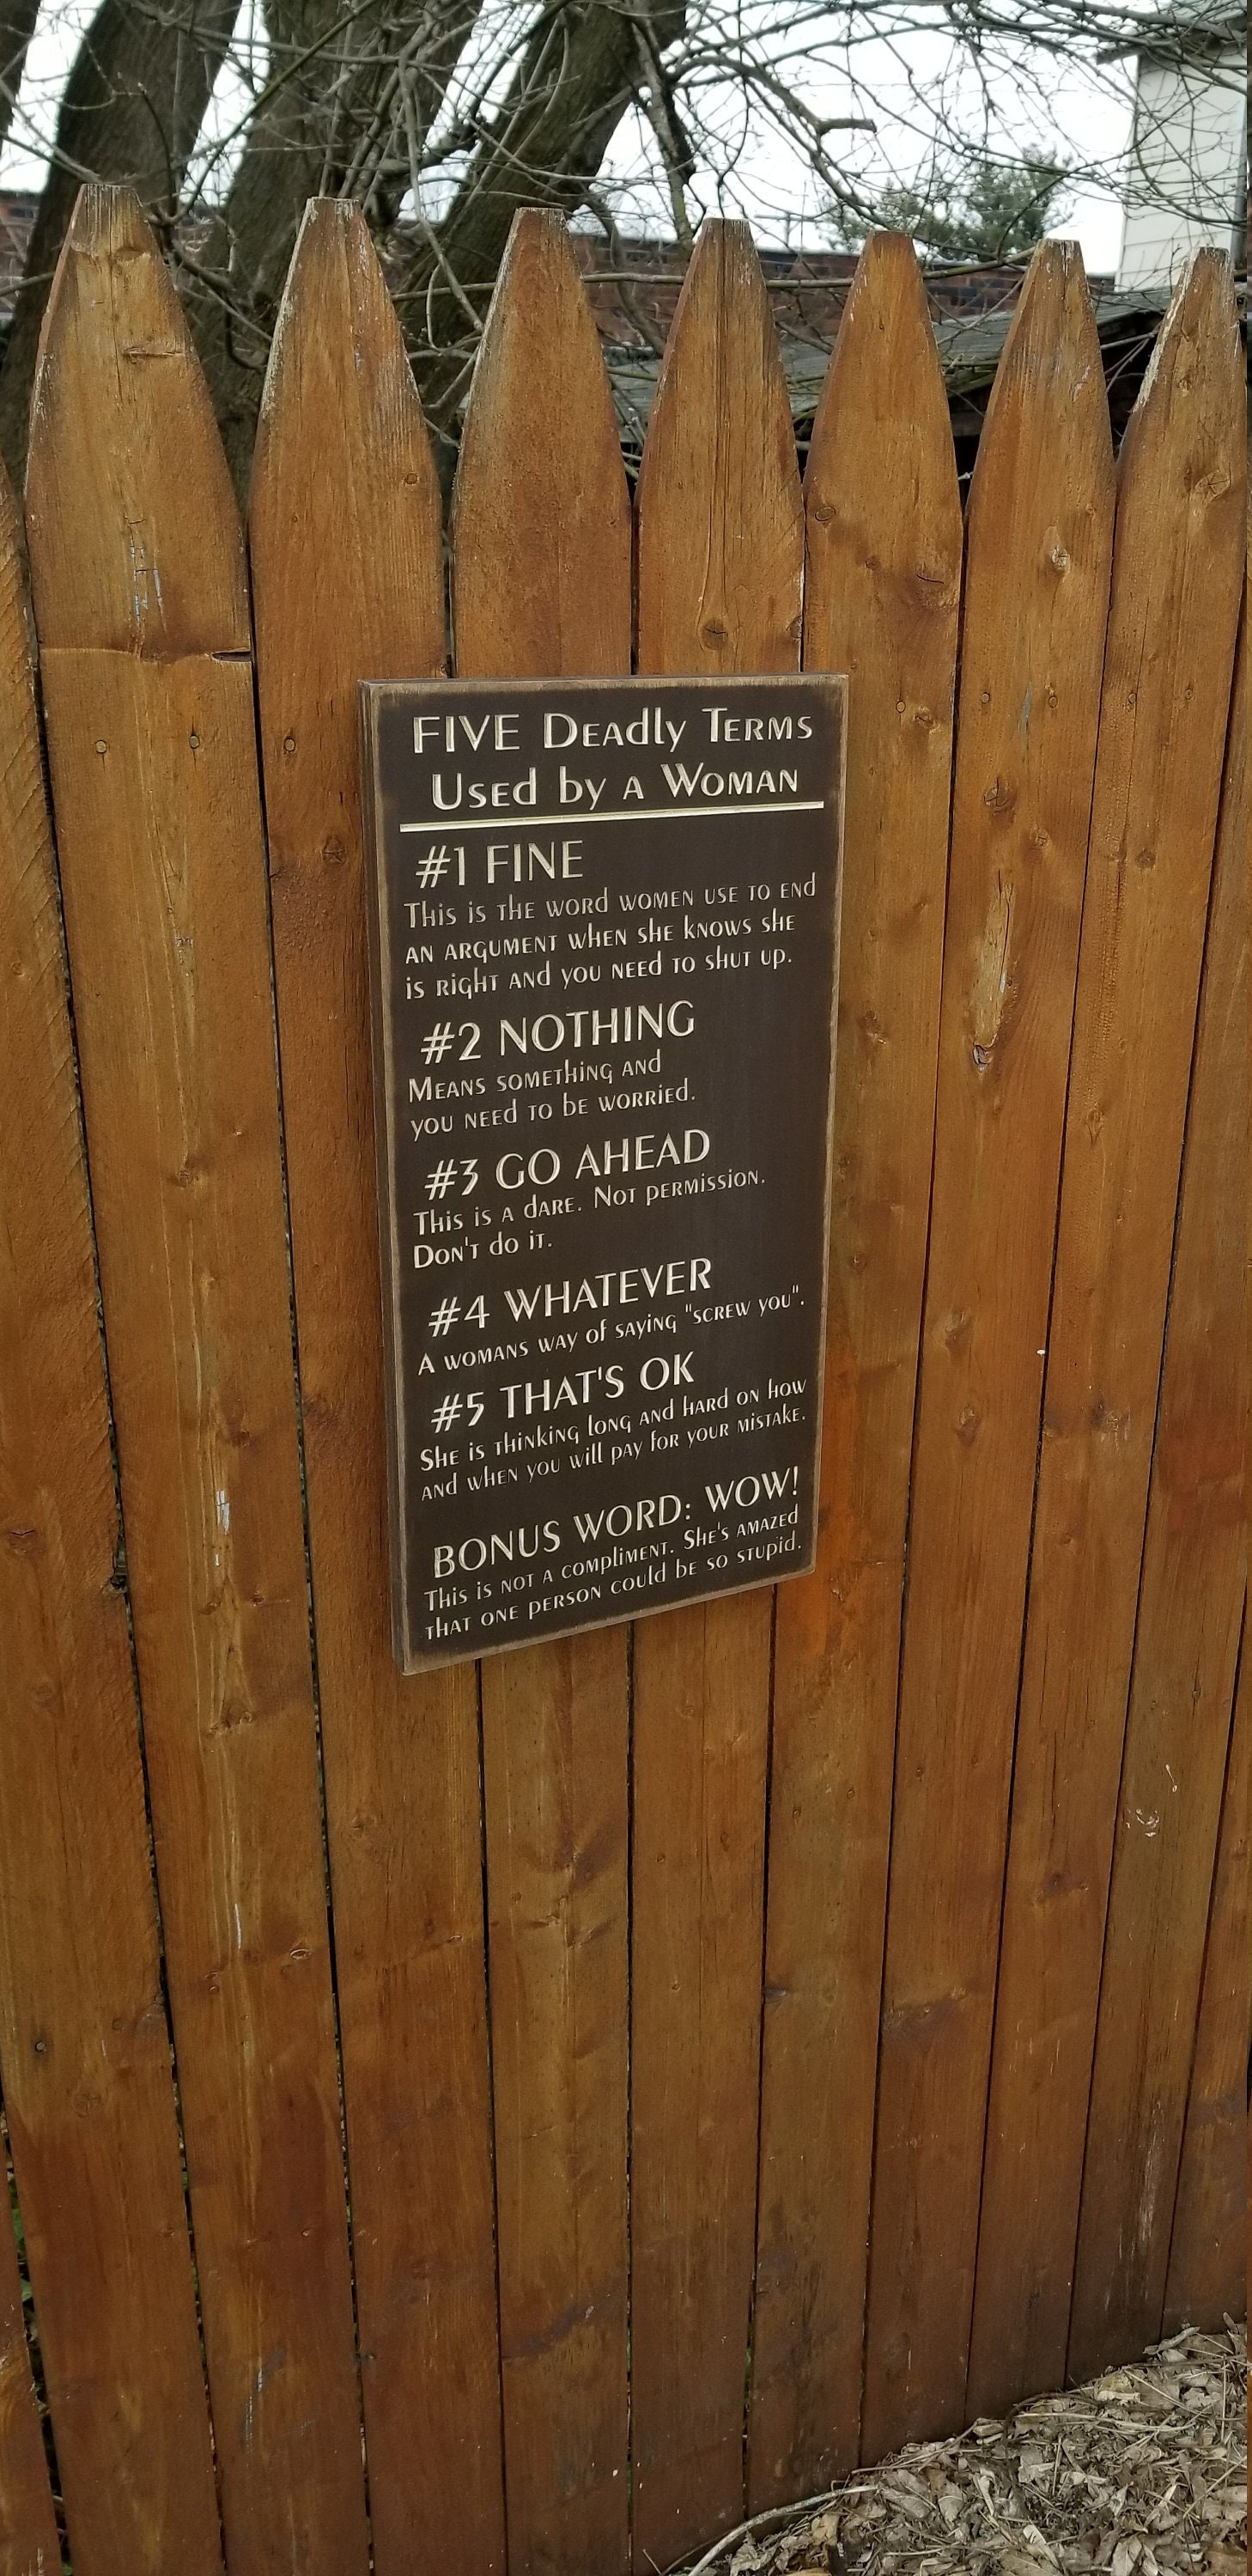 FIVE Deadly Terms
Used by a Woman
#1 FINE
This is the word women use to end
an argument when she knows she
is right and you need to shut up.
#2 NOTHING
Means something and
you need to be worried.
#3 GO AHEAD
This is a dare. Not permission.
Don't do it.
#4 WHATEVER
A womans way of saying "screw you".
#5 THAT'S OK
She is thinking long and hard on how
and when you will pay for your mistake.
BONUS WORD: WOW!
This is not a compliment. She's amazed
that one person could be so stupid.